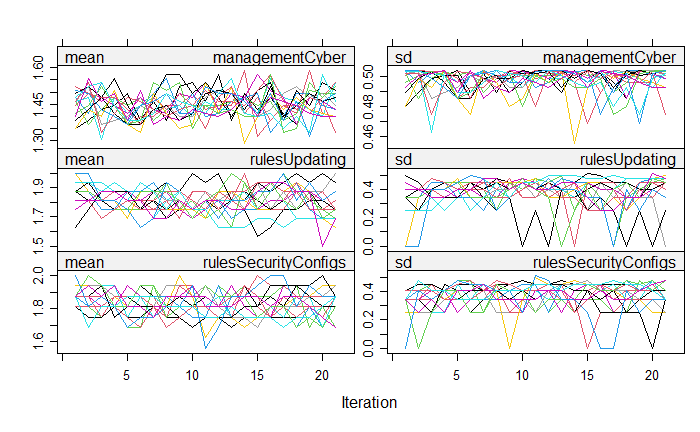 mean managementCyber
1.30 1.45 1.60
mean rulesUpdating
1.5 1.7 1.9
mean rulesSecurityConfigs
1.6 1.8 2.0
5 10 15 20
sd managementCyber
0.46 0.48 0.50
sd rulesUpdating
0.0 0.2 0.4
sd rulesSecurityConfigs
0.0 0.2 0.4
5 10 15 20
Iteration